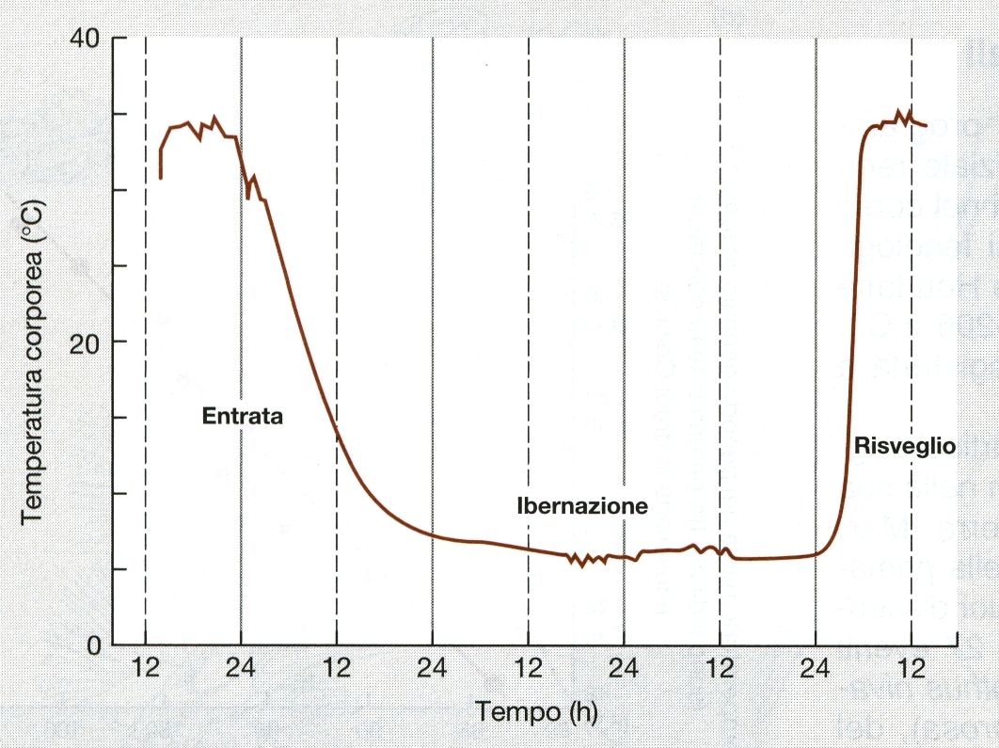 40
20
0
Temperatura corporea (°C)
Entrata
Ibernazione
Risveglio
12 24 12 24 12 24 12 24 12
Tempo (h)